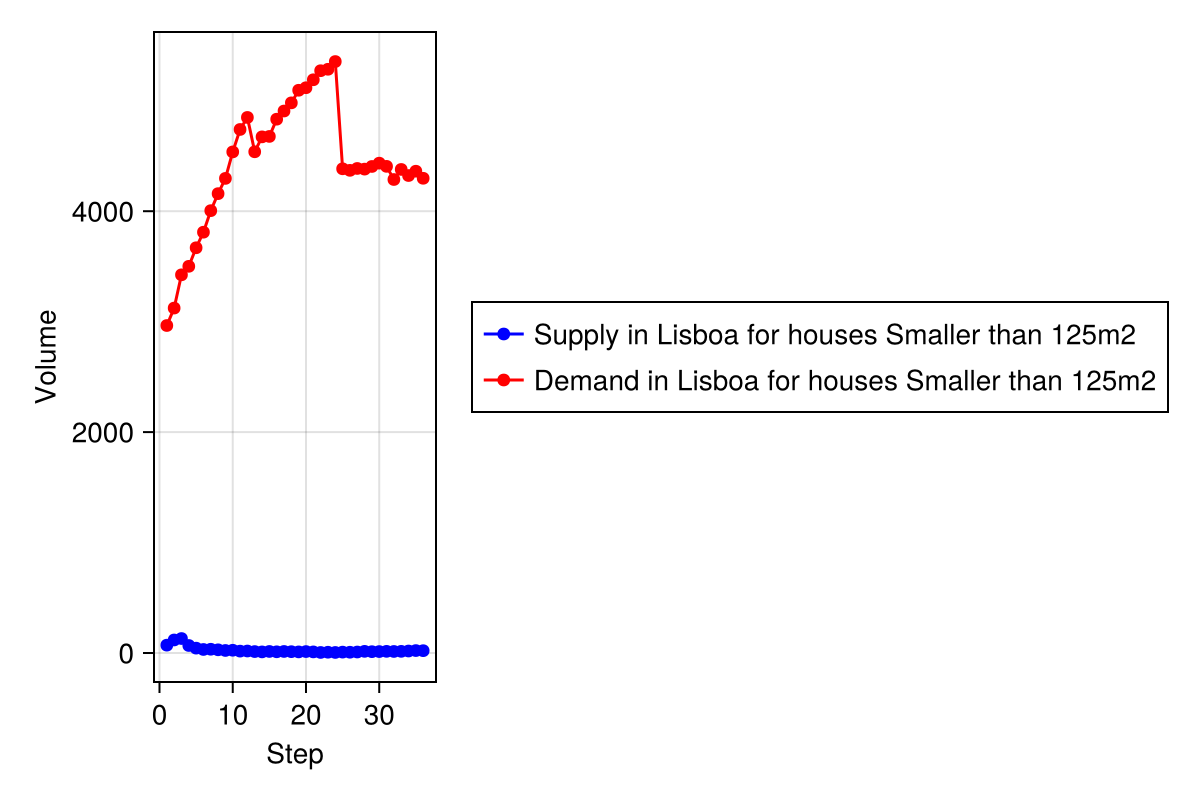 Volume
4000
2000
0
0 10 20 30
Step
Supply in Lisboa for houses Smaller than 125m2
Demand in Lisboa for houses Smaller than 125m2